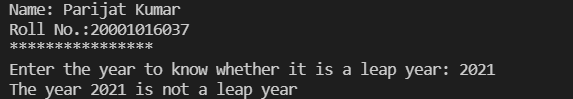 Name: Parijat Kumar
Roll No.:20001016037
****************
Enter the year to know whether it is a leap year: 2021
The year 2021 is not a leap year